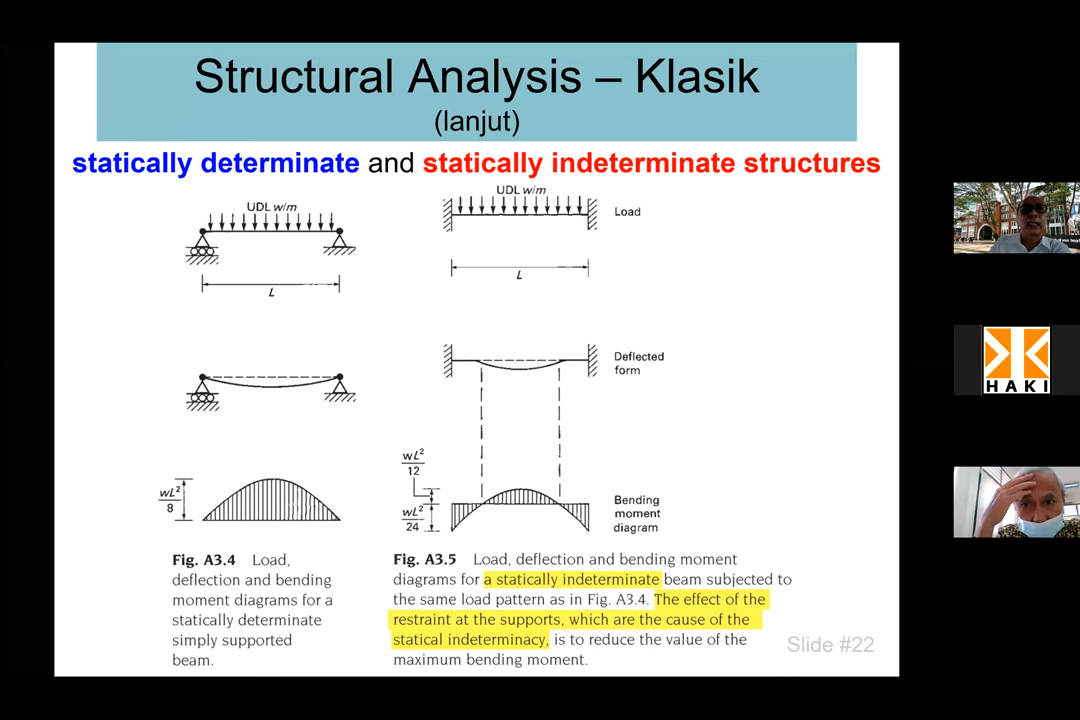 Structural Analysis – Klasik
(lanjut)
statically determinate and statically indeterminate structures
UDL w/m
L
UDL w/m
Load
L
Deflected
form
wL²
8
wL²
12
wL²
24
Bending
moment
diagram
Fig. A3.4 Load,
deflection and bending
moment diagrams for a
statically determinate
simply supported
beam.
Fig. A3.5 Load, deflection and bending moment
diagrams for a statically indeterminate beam subjected to
the same load pattern as in Fig. A3.4. The effect of the
restraint at the supports, which are the cause of the
statical indeterminacy, is to reduce the value of the
maximum bending moment.
Slide #22
HAKI